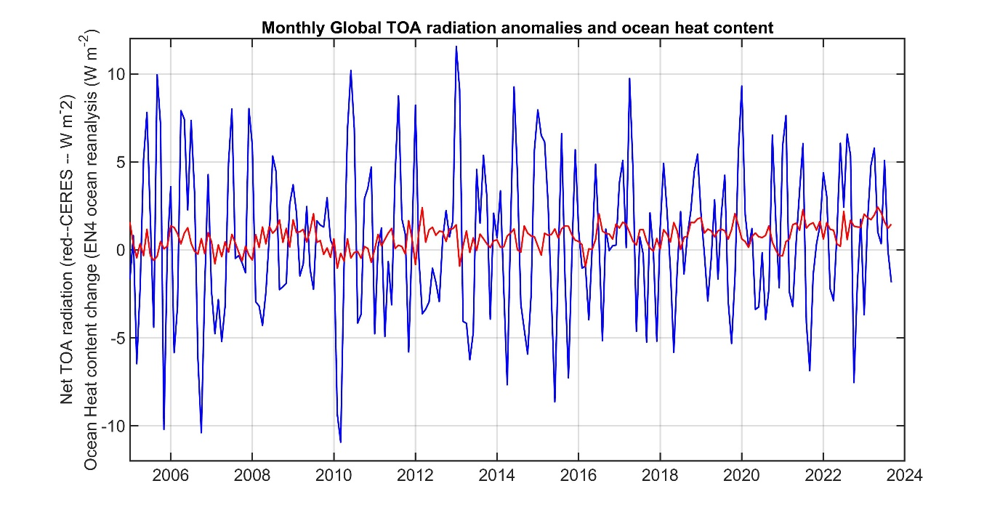 Monthly Global TOA radiation anomalies and ocean heat content
Net TOA radiation (red--CERES -- W m⁻2)
Ocean Heat content change (EN4 ocean reanalysis (W m⁻²)
10
5
0
-5
-10
2006 2008 2010 2012 2014 2016 2018 2020 2022 2024